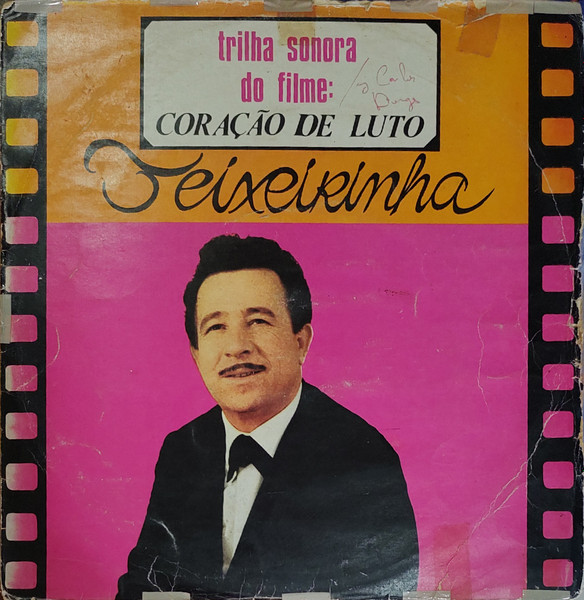 trilha sonora
do filme:
CORAÇÃO DE LUTO
Teixeirinha